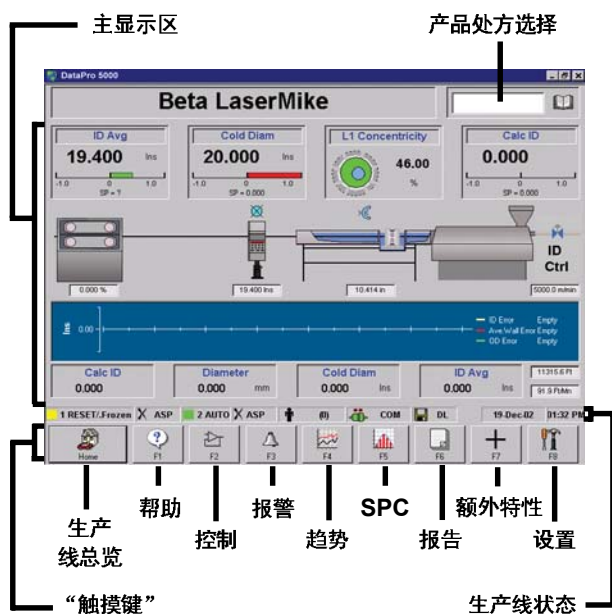 主显示区
产品处方选择
DataPro 5000
Beta LaserMike
ID Avg
Cold Diam
L1 Concentricity
Calc ID
19.400 Ins
20.000 Ins
46.00
%
0.000
-1.0 0 1.0
-1.0 0 1.0
-1.0 0 1.0
SP = ?
SP = 0.000
SP = 0.000
ID
Ctrl
0.000 %
19.400 Ins
10.414 in
5000.0 m/min
Ins
0.00
ID Error Empty
Ave.Wall Error Empty
OD Error Empty
Calc ID
Diameter
Cold Diam
ID Avg
11315.6 Ft
0.000
0.000 mm
0.000 Ins
0.000 Ins
91.9 Ft/Min
1 RESET/.Frozen X ASP 2 AUTO X ASP (0) COM DL 19-Dec-02 01:32 PM
Home F1 F2 F3 F4 F5 F6 F7 F8
生产
线总览
帮助
控制
报警
趋势
SPC
报告
额外特性
设置
“触摸键”
生产线状态